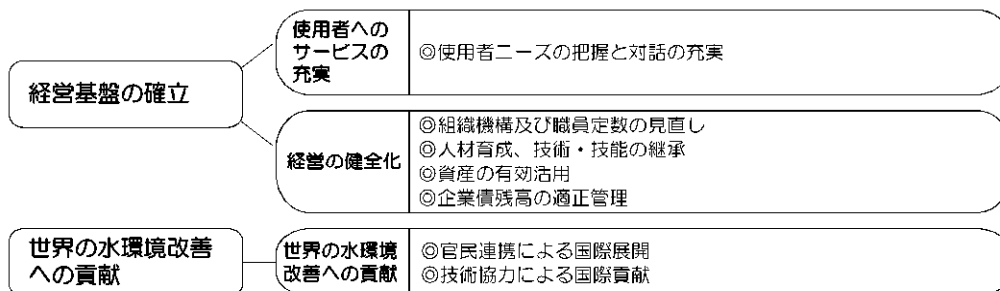 経営基盤の確立
使用者への
サービスの
充実
◎使用者ニーズの把握と対話の充実
経営の健全化
◎組織機構及び職員定数の見直し
◎人材育成、技術・技能の継承
◎資産の有効活用
◎企業債残高の適正管理
世界の水環境改善
への貢献
世界の水環境
改善への貢献
◎官民連携による国際展開
◎技術協力による国際貢献